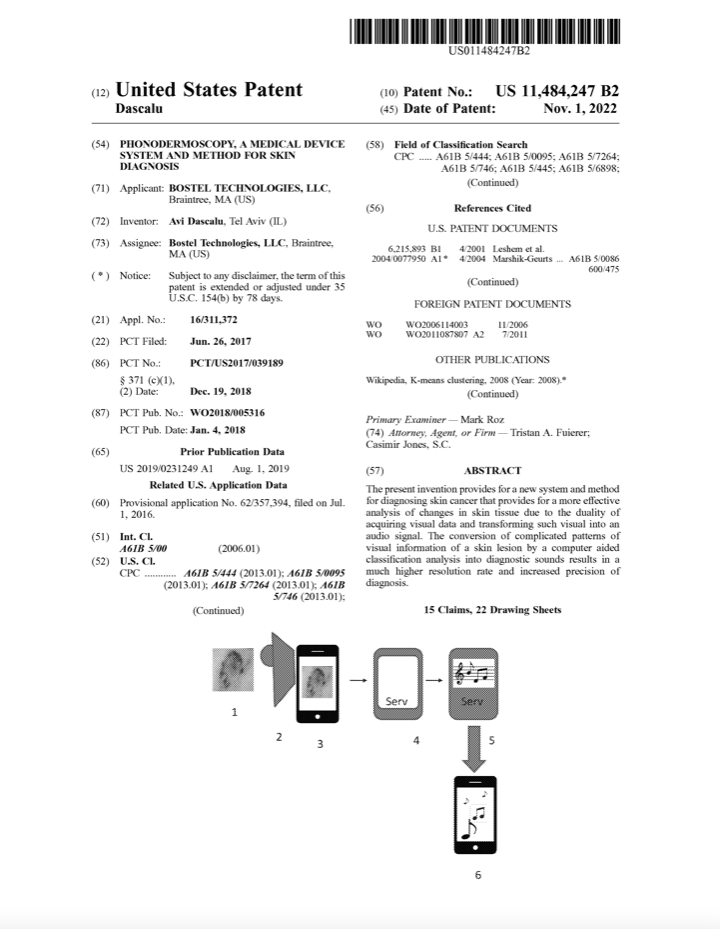 US011484247B2
(12) United States Patent
Dascalu
(10) Patent No.: US 11,484,247 B2
(45) Date of Patent: Nov. 1, 2022
(54) PHONODERMOSCOPY, A MEDICAL DEVICE
SYSTEM AND METHOD FOR SKIN
DIAGNOSIS
(71) Applicant: BOSTEL TECHNOLOGIES, LLC,
Braintree, MA (US)
(72) Inventor: Avi Dascalu, Tel Aviv (IL)
(73) Assignee: Bostel Technologies, LLC, Braintree,
MA (US)
( * ) Notice: Subject to any disclaimer, the term of this
patent is extended or adjusted under 35
U.S.C. 154(b) by 78 days.
(21) Appl. No.: 16/311,372
(22) PCT Filed: Jun. 26, 2017
(86) PCT No.: PCT/US2017/039189
§ 371 (c)(1),
(2) Date: Dec. 19, 2018
(87) PCT Pub. No.: WO2018/005316
PCT Pub. Date: Jan. 4, 2018
(65) Prior Publication Data
US 2019/0231249 A1 Aug. 1, 2019
Related U.S. Application Data
(60) Provisional application No. 62/357,394, filed on Jul.
1, 2016.
(51) Int. Cl.
A61B 5/00 (2006.01)
(52) U.S. Cl.
CPC ............ A61B 5/444 (2013.01); A61B 5/0095
(2013.01); A61B 5/7264 (2013.01); A61B
5/746 (2013.01);
(Continued)
(58) Field of Classification Search
CPC ..... A61B 5/444; A61B 5/0095; A61B 5/7264;
A61B 5/746; A61B 5/445; A61B 5/6898;
(Continued)
(56) References Cited
U.S. PATENT DOCUMENTS
6,215,893 B1 4/2001 Leshem et al.
2004/0077950 A1* 4/2004 Marshik-Geurts ... A61B 5/0086
600/475
(Continued)
FOREIGN PATENT DOCUMENTS
WO WO2006114003 11/2006
WO WO2011087807 A2 7/2011
OTHER PUBLICATIONS
Wikipedia, K-means clustering, 2008 (Year: 2008).*
(Continued)
Primary Examiner — Mark Roz
(74) Attorney, Agent, or Firm — Tristan A. Fuierer;
Casimir Jones, S.C.
(57) ABSTRACT
The present invention provides for a new system and method
for diagnosing skin cancer that provides for a more effective
analysis of changes in skin tissue due to the duality of
acquiring visual data and transforming such visual into an
audio signal. The conversion of complicated patterns of
visual information of a skin lesion by a computer aided
classification analysis into diagnostic sounds results in a
much higher resolution rate and increased precision of
diagnosis.
15 Claims, 22 Drawing Sheets
Serv
Serv
1
2
3
4
5
6